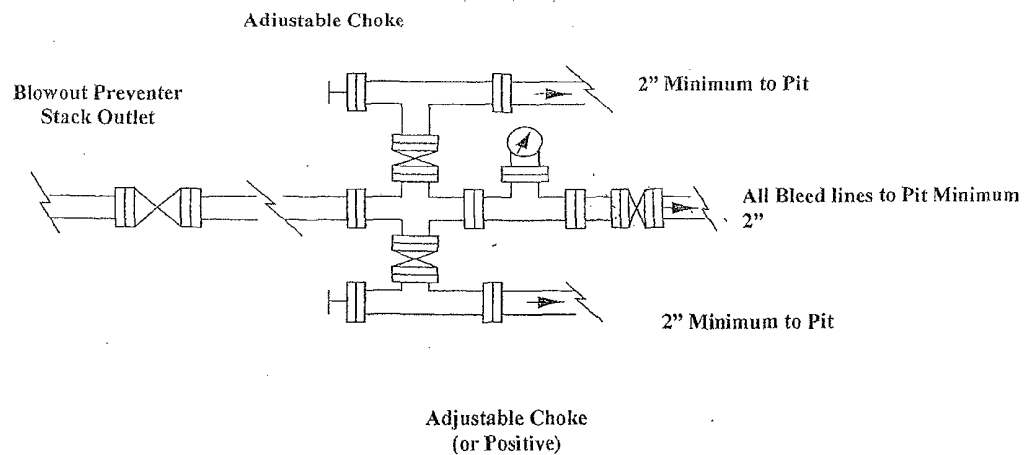 Adjustable Choke
Blowout Preventer
Stack Outlet
2" Minimum to Pit
All Bleed lines to Pit Minimum
2"
2" Minimum to Pit
Adjustable Choke
(or Positive)